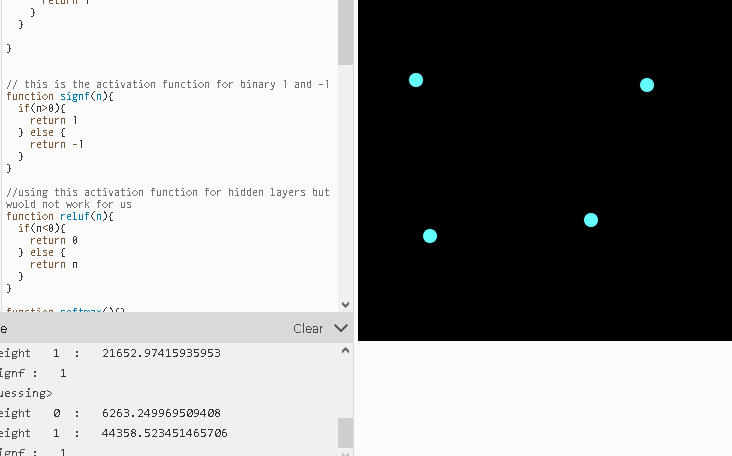 return 1
}
}
}
// this is the activation function for binary 1 and -1
function signf(n){
if(n>0){
return 1
} else {
return -1
}
}
//using this activation function for hidden layers but
wuold not work for us
function reluf(n){
if(n<0){
return 0
} else {
return n
}
}
function softmax(){}
e Clear
eight 1 : 21652.97415935953
ignf : 1
uessing>
eight 0 : 6263.249969509408
eight 1 : 44358.523451465706
ignf : 1